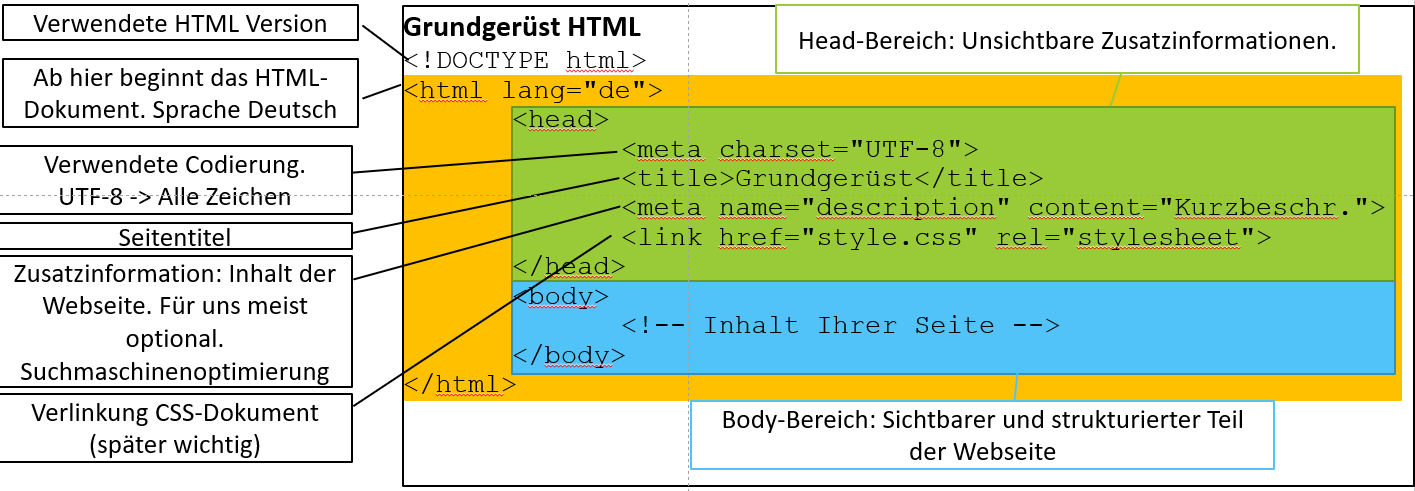 Verwendete HTML Version
Ab hier beginnt das HTML-
Dokument. Sprache Deutsch
Verwendete Codierung.
UTF-8 -> Alle Zeichen
Seitentitel
Zusatzinformation: Inhalt der
Webseite. Für uns meist
optional.
Suchmaschinenoptimierung
Verlinkung CSS-Dokument
(später wichtig)
Grundgerüst HTML
<!DOCTYPE html>
<html lang="de">
<head>
<meta charset="UTF-8">
<title>Grundgerüst</title>
<meta name="description" content="Kurzbeschr.">
<link href="style.css" rel="stylesheet">
</head>
<body>
<!-- Inhalt Ihrer Seite -->
</body>
</html>
Head-Bereich: Unsichtbare Zusatzinformationen.
Body-Bereich: Sichtbarer und strukturierter Teil
der Webseite